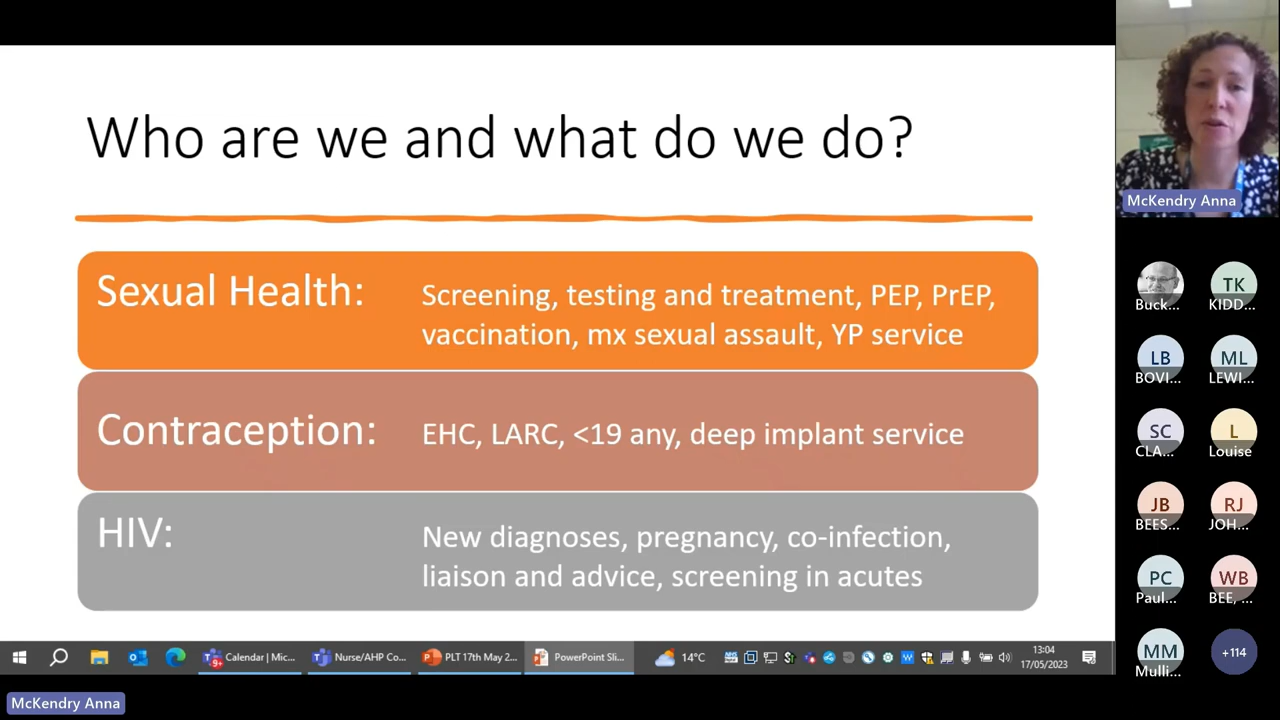 Who are we and what do we do?
Sexual Health:
Screening, testing and treatment, PEP, PrEP,
vaccination, mx sexual assault, YP service
Contraception:
EHC, LARC, <19 any, deep implant service
HIV:
New diagnoses, pregnancy, co-infection,
liaison and advice, screening in acutes
McKendry Anna
Buck...
TK
KIDD...
LB
BOVI...
ML
LEWI...
SC
CLA...
L
Louise
JB
BEES...
RJ
JOH...
PC
Paul...
WB
BEE, ...
MM
Mulli...
+114
9+
Calendar | Mic...
Nurse/AHP Co...
PLT 17th May 2...
PowerPoint Sli...
14°C
13:04
17/05/2023
McKendry Anna